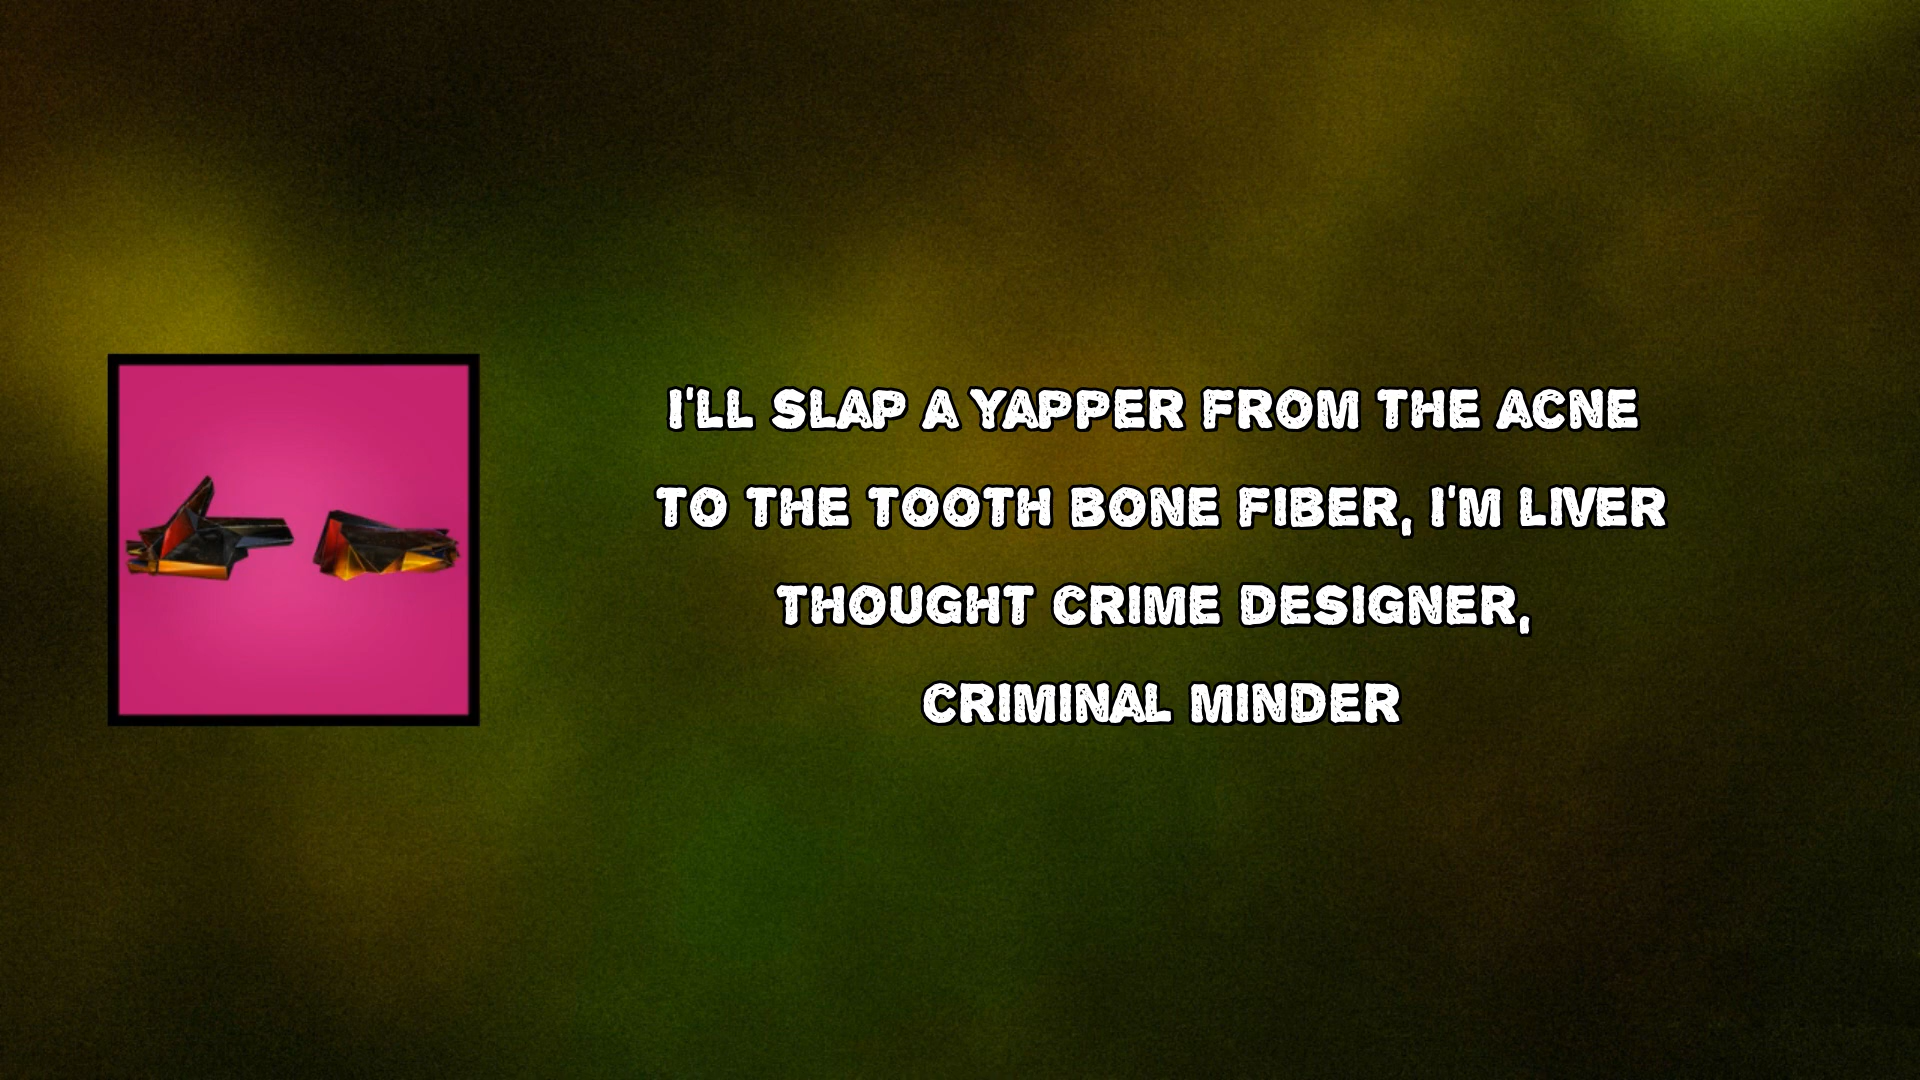 I'LL SLAP A YAPPER FROM THE ACNE
TO THE TOOTH BONE FIBER, I'M LIVER
THOUGHT CRIME DESIGNER,
CRIMINAL MINDER